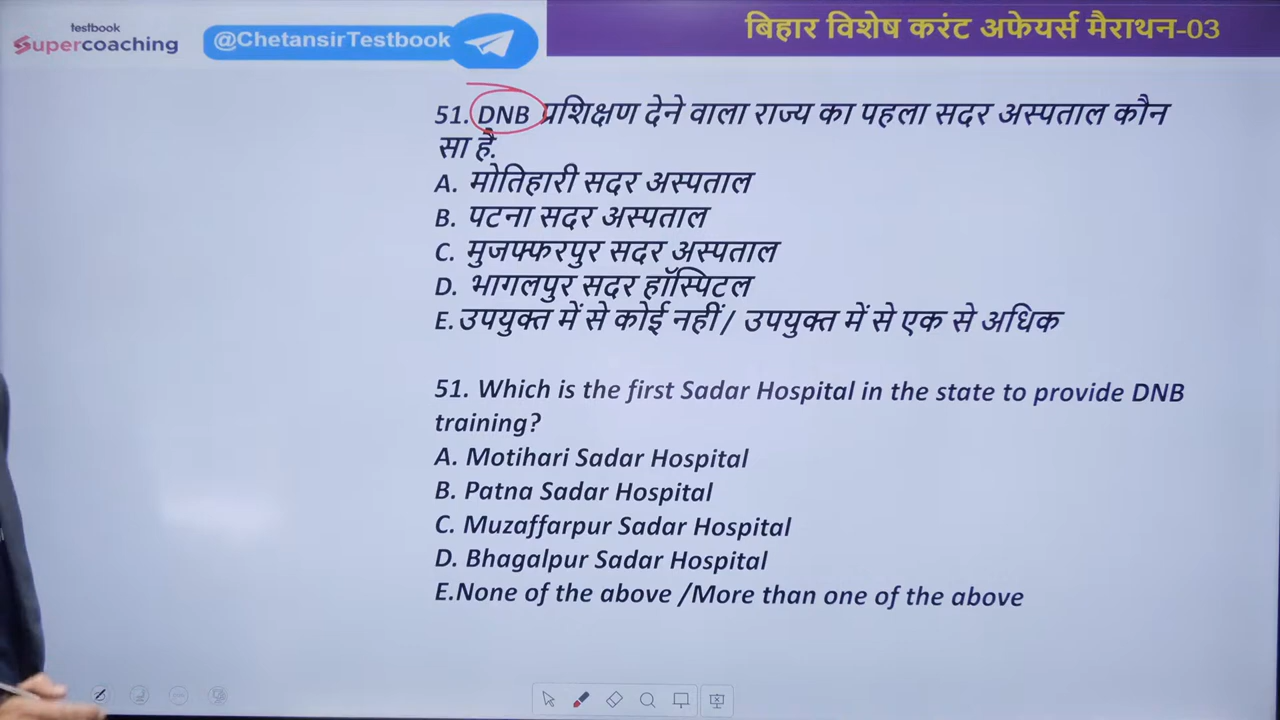 testbook
Supercoaching
@ChetansirTestbook
बिहार विशेष करंट अफेयर्स मैराथन-03
51. DNB प्रशिक्षण देने वाला राज्य का पहला सदर अस्पताल कौन
सा है.
A. मोतिहारी सदर अस्पताल
B. पटना सदर अस्पताल
C. मुजफ्फरपुर सदर अस्पताल
D. भागलपुर सदर हॉस्पिटल
E. उपयुक्त में से कोई नहीं / उपयुक्त में से एक से अधिक
51. Which is the first Sadar Hospital in the state to provide DNB
training?
A. Motihari Sadar Hospital
B. Patna Sadar Hospital
C. Muzaffarpur Sadar Hospital
D. Bhagalpur Sadar Hospital
E.None of the above /More than one of the above